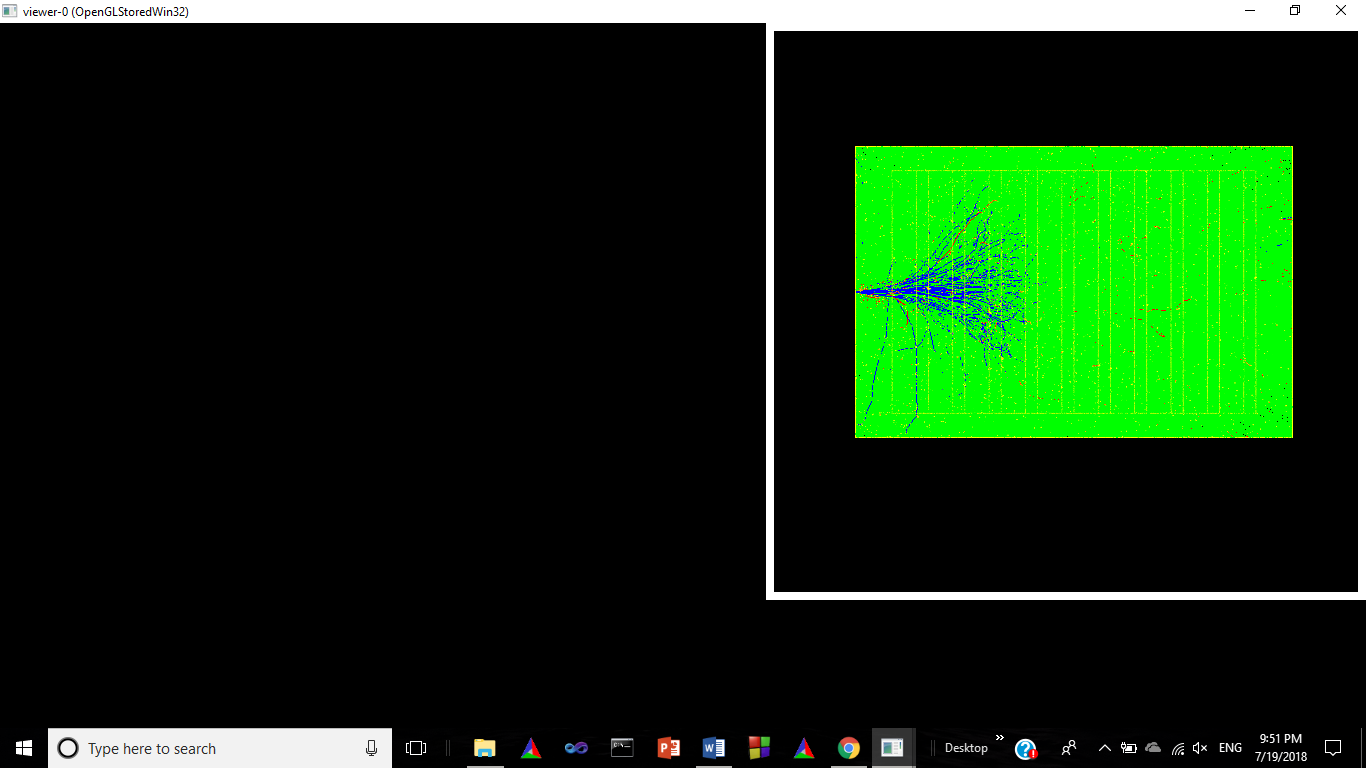 viewer-0 (OpenGLStoredWin32)
Type here to search
Desktop
ENG
9:51 PM
7/19/2018